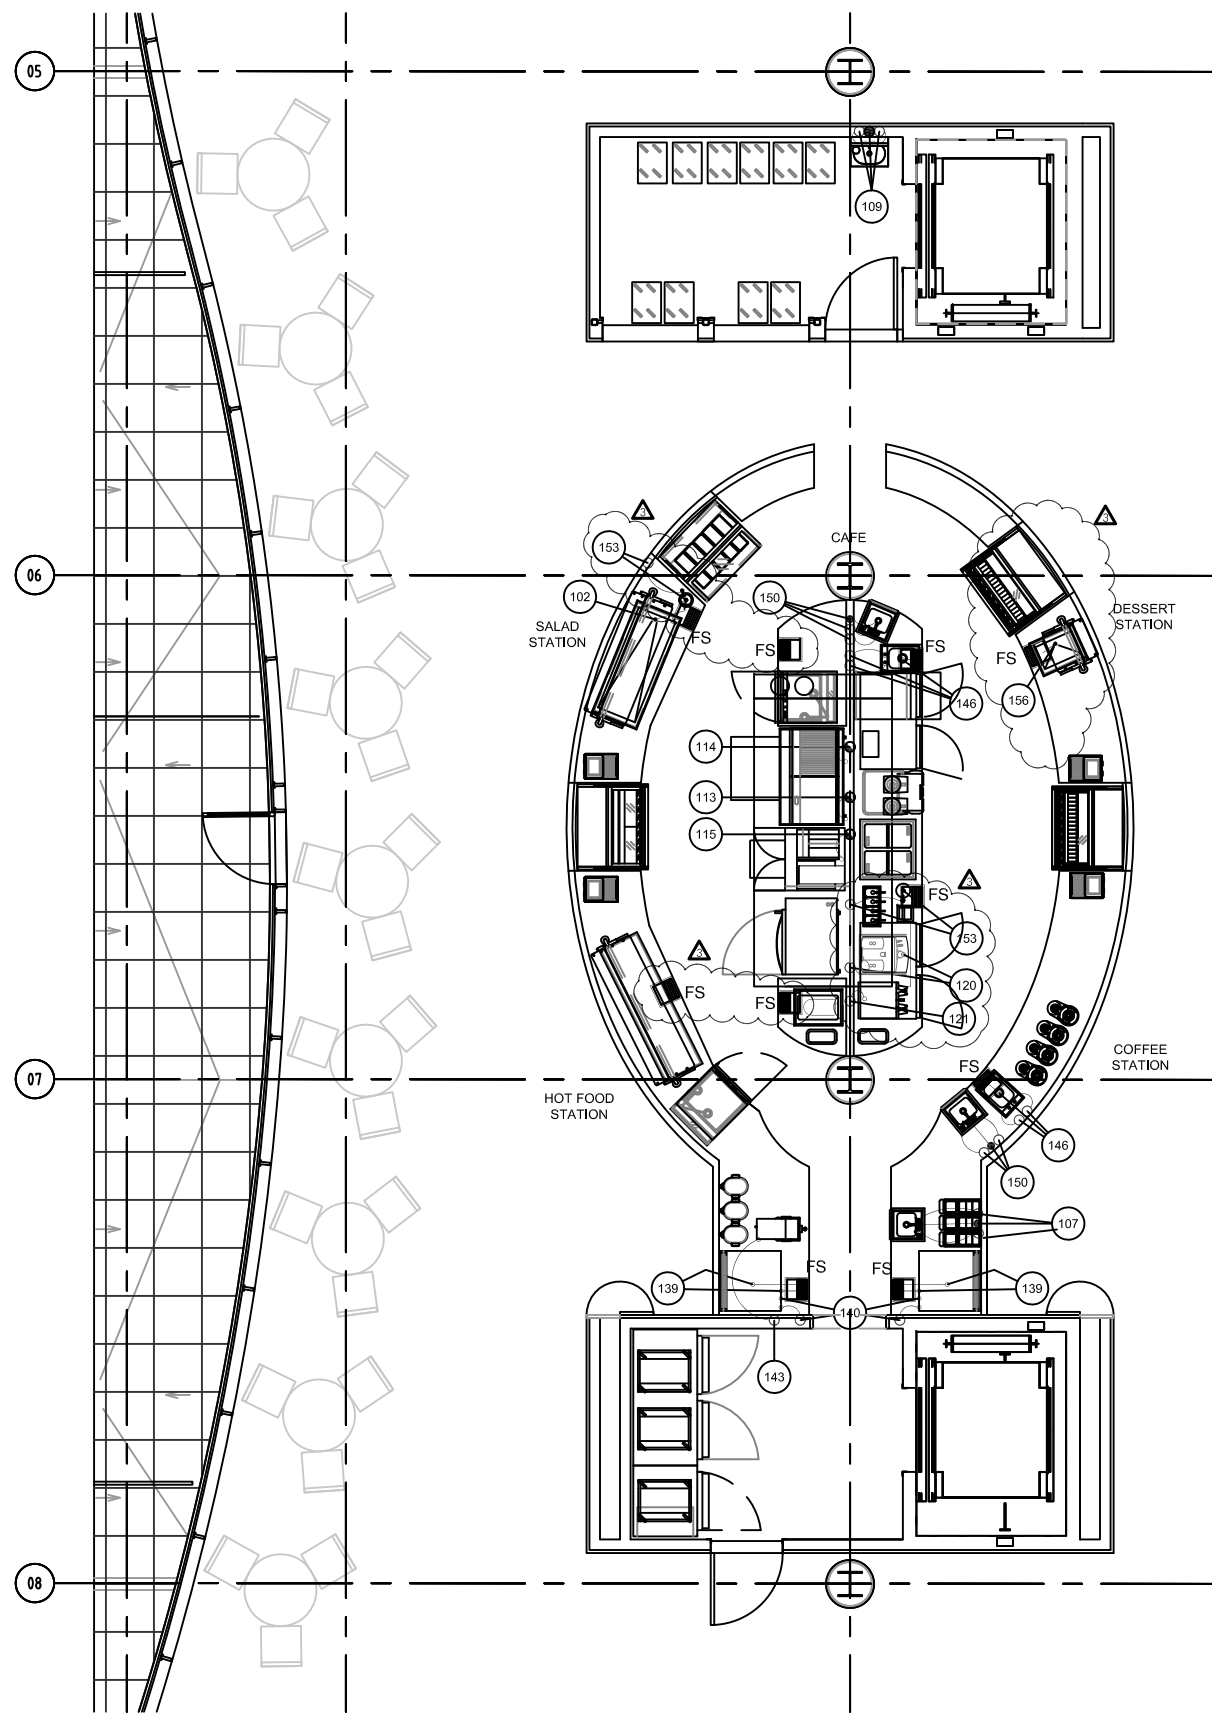 05
109
3
3
153
CAFE
06
102
150
DESSERT
STATION
SALAD
STATION
FS
FS
FS
FS
156
146
114
113
115
3
FS
153
3
120
FS
FS
121
COFFEE
STATION
FS
07
HOT FOOD
STATION
146
150
107
FS
FS
139
139
140
143
08